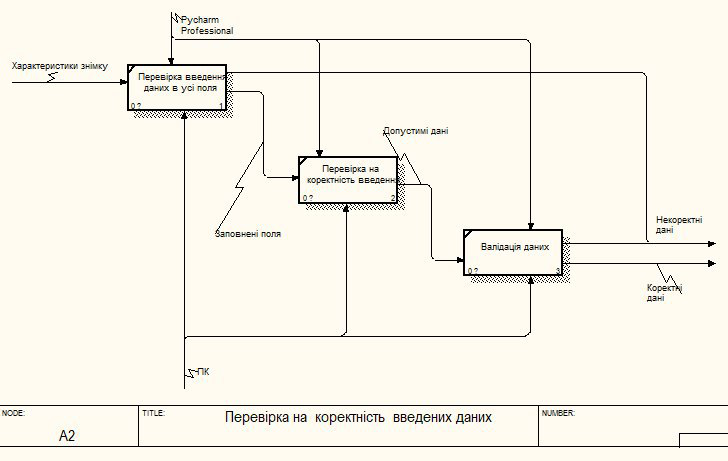 Pycharm
Professional
Характеристики знімку
Перевірка введення
даних в усі поля
0 ?
1
Допустимі дані
Перевірка на
коректність введення
0 ?
2
Заповнені поля
Некоректні
дані
Валідація даних
0 ?
3
Коректні
дані
ПК
NODE:
TITLE:
NUMBER:
Перевірка на коректність введених даних
A2